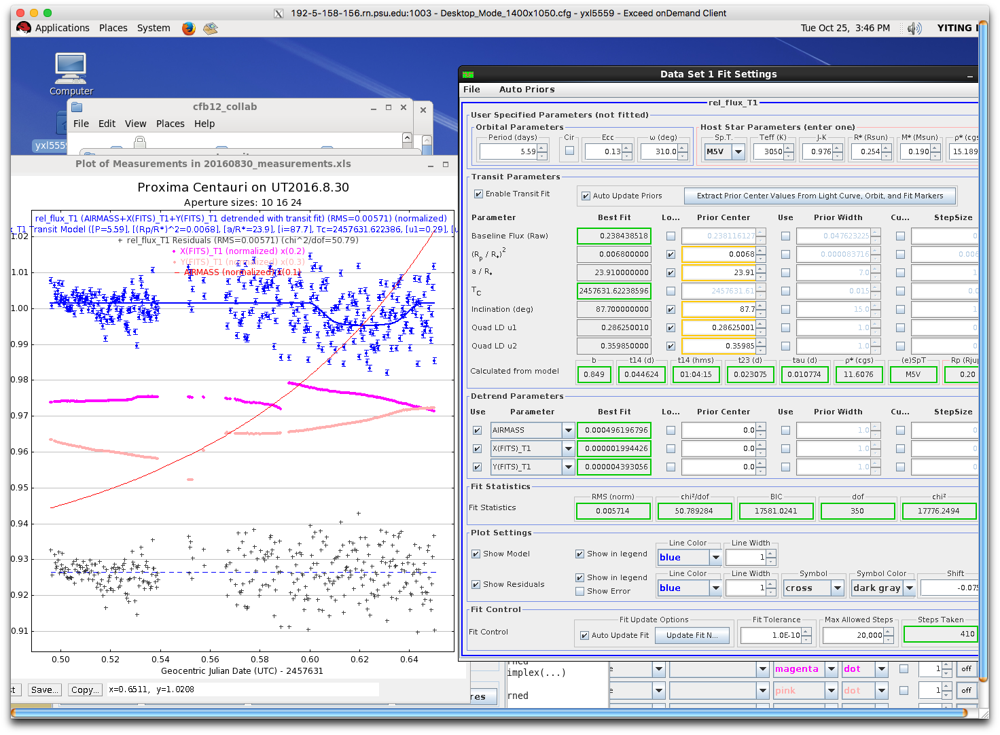 192-5-158-156.rn.psu.edu:1003 - Desktop_Mode_1400x1050.cfg - yxl5559 - Exceed onDemand Client
Applications Places System
Tue Oct 25, 3:46 PM
YITING
Computer
yxl5559
cfb12_collab
File Edit View Places Help
Plot of Measurements in 20160830_measurements.xls
Proxima Centauri on UT2016.8.30
Aperture sizes: 10 16 24
rel_flux_T1 (AIRMASS+X(FITS)_T1+Y(FITS)_T1 detrended with transit fit) (RMS=0.00571) (normalized)
_T1 Transit Model ([P=5.59], [(Rp/R*)^2=0.0068], [a/R*=23.9], [i=87.7], Tc=2457631.622386, [u1=0.29], [u
rel_flux_T1 Residuals (RMS=0.00571) (chi^2/dof=50.79)
X(FITS)_T1 (normalized) x(0.2)
Y(FITS)_T1 (normalized) x(0.3)
AIRMASS (normalized) x(0.1)
1.02
1.01
1.00
0.99
0.98
0.97
0.96
0.95
0.94
0.93
0.92
0.91
0.50 0.52 0.54 0.56 0.58 0.60 0.62 0.64
Geocentric Julian Date (UTC) - 2457631
st Save... Copy... x=0.6511, y=1.0208
Data Set 1 Fit Settings
File Auto Priors
rel_flux_T1
User Specified Parameters (not fitted)
Orbital Parameters Host Star Parameters (enter one)
Period (days) Cir Ecc ω (deg) Sp.T. Teff (K) J-K R* (Rsun) M* (Msun) ρ* (cgs
5.59 0.13 310.0 M5V 3050 0.976 0.254 0.190 15.189
Transit Parameters
Enable Transit Fit Auto Update Priors Extract Prior Center Values From Light Curve, Orbit, and Fit Markers
Parameter Best Fit Lo... Prior Center Use Prior Width Cu... StepSize
Baseline Flux (Raw) 0.238438518 0.238116127 0.047623225 0
(Rp / R*)2 0.006800000 0.0068 0.000083716 0.006
a / R* 23.910000000 23.91 7.0 1
TC 2457631.62238596 2457631.61 0.015 0
Inclination (deg) 87.700000000 87.7 15.0 1
Quad LD u1 0.286250010 0.28625001 1.0 0
Quad LD u2 0.359850000 0.35985 1.0 0
b t14 (d) t14 (hms) t23 (d) tau (d) ρ* (cgs) (e)SpT Rp (Rjup
Calculated from model 0.849 0.044624 01:04:15 0.023075 0.010774 11.6076 M5V 0.20
Detrend Parameters
Use Parameter Best Fit Lo... Prior Center Use Prior Width Cu... StepSize
AIRMASS 0.000496196796 0.0 1.0 0
X(FITS)_T1 0.000001994426 0.0 1.0 0
Y(FITS)_T1 0.000004393056 0.0 1.0 0
Fit Statistics
RMS (norm) chi²/dof BIC dof chi²
Fit Statistics 0.005714 50.789284 17581.0241 350 17776.2494
Plot Settings
Line Color Line Width
Show Model Show in legend blue 1
Line Color Line Width Symbol Symbol Color Shift
Show Residuals Show in legend blue 1 cross dark gray -0.075
Show Error
Fit Control
Fit Update Options Fit Tolerance Max Allowed Steps Steps Taken
Fit Control Auto Update Fit Update Fit N... 1.0E-10 20,000 410
rned
implex(...)
rned
res
e magenta dot 1 off
e pink dot 1 off